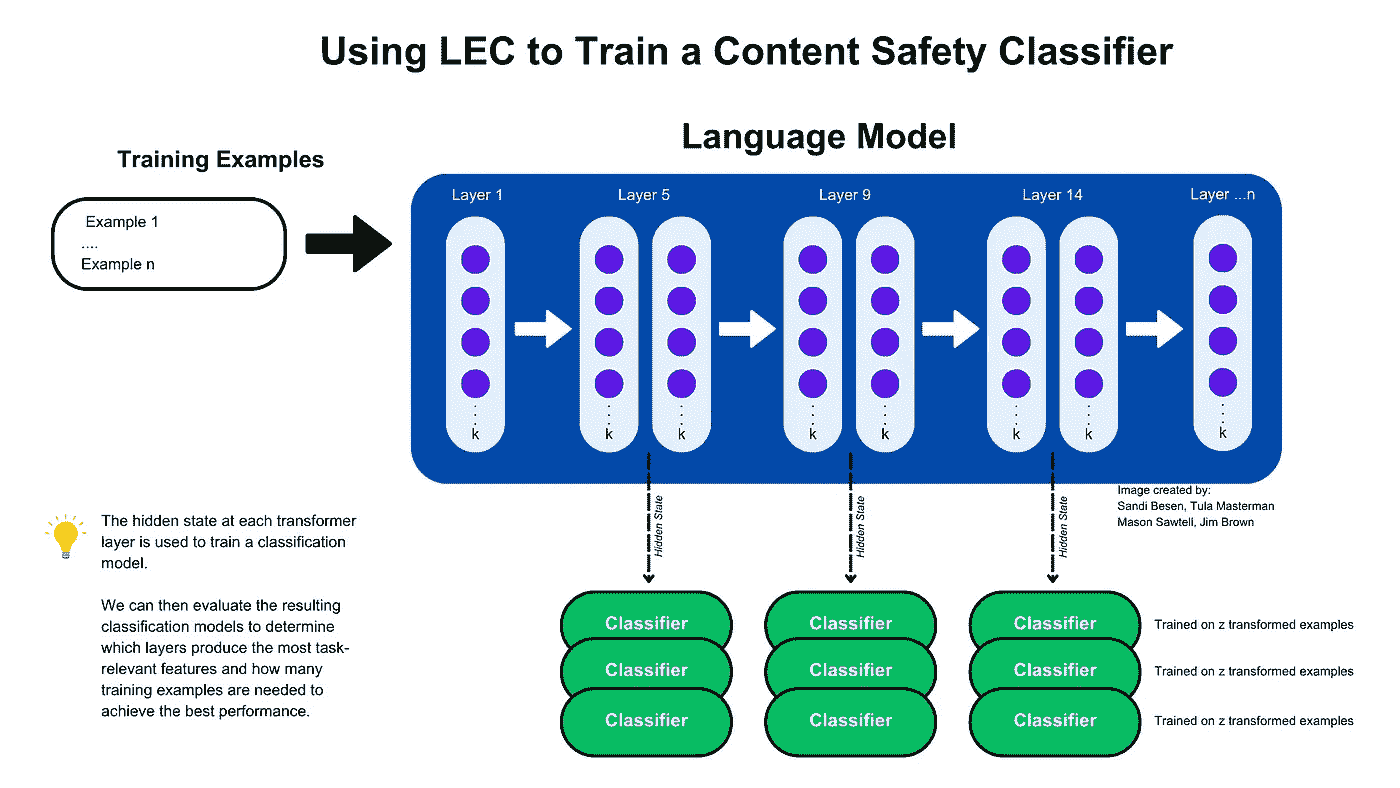 Using LEC to Train a Content Safety Classifier
Language Model
Training Examples
Example 1
....
Example n
Layer 1
Layer 5
Layer 9
Layer 14
Layer ...n
k
k
k
k
k
k
k
k
Hidden State
Hidden State
Hidden State
Image created by:
Sandi Besen, Tula Masterman
Mason Sawtell, Jim Brown
The hidden state at each transformer
layer is used to train a classification
model.
We can then evaluate the resulting
classification models to determine
which layers produce the most task-
relevant features and how many
training examples are needed to
achieve the best performance.
Classifier
Classifier
Classifier
Trained on z transformed examples
Classifier
Classifier
Classifier
Trained on z transformed examples
Classifier
Classifier
Classifier
Trained on z transformed examples